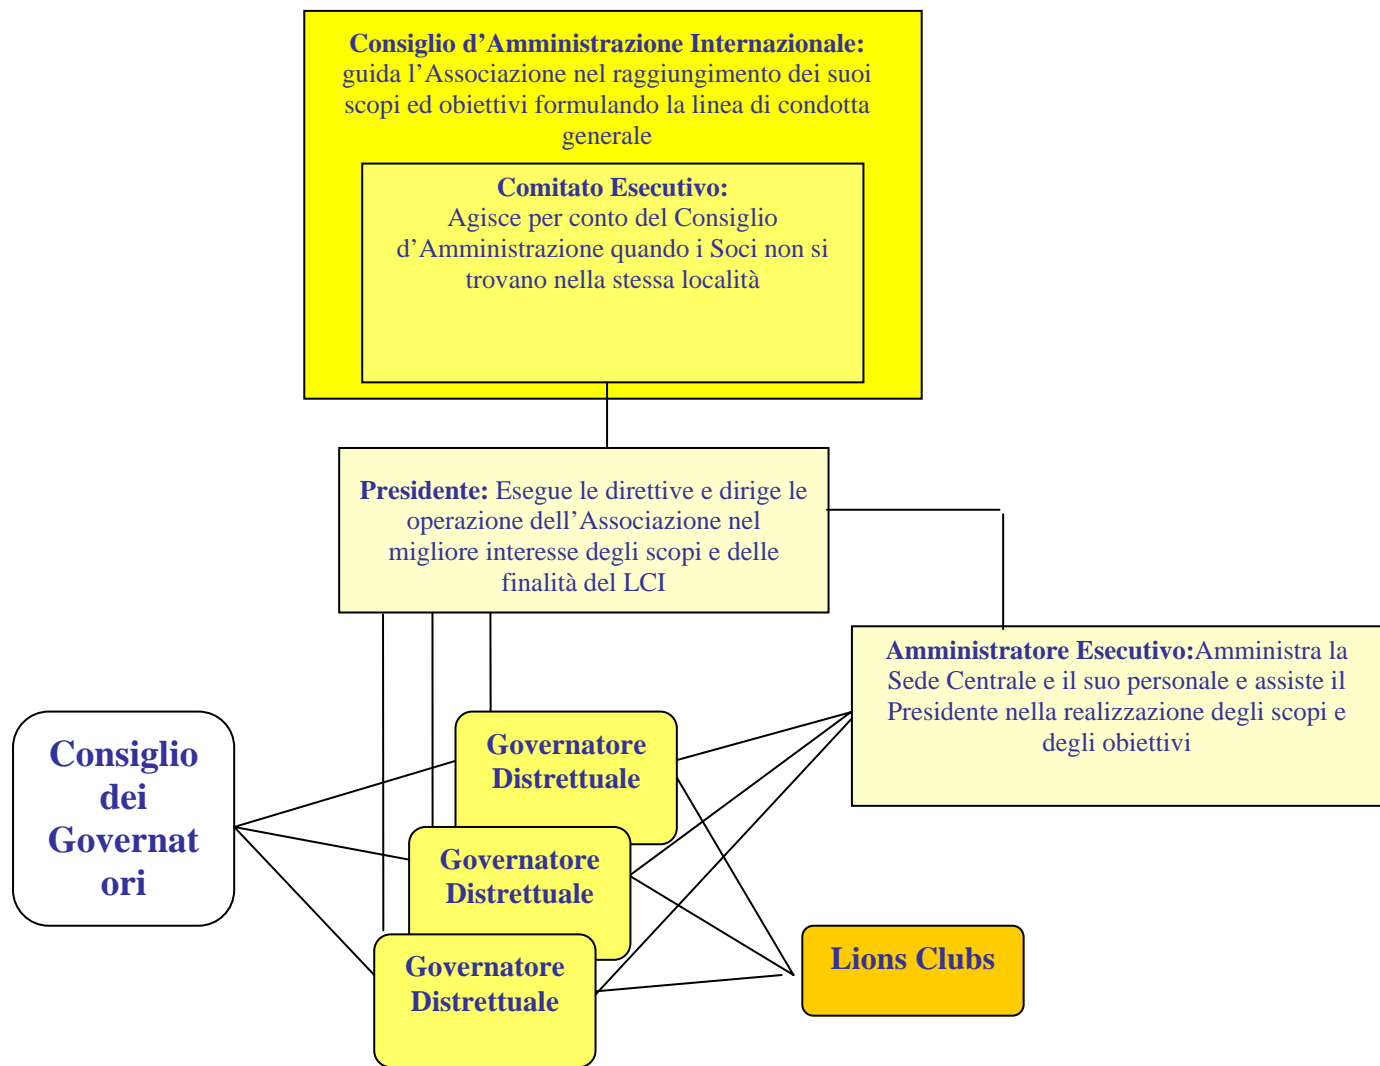 Consiglio d’Amministrazione Internazionale:
guida l’Associazione nel raggiungimento dei suoi
scopi ed obiettivi formulando la linea di condotta
generale
Comitato Esecutivo:
Agisce per conto del Consiglio
d’Amministrazione quando i Soci non si
trovano nella stessa località
Presidente: Esegue le direttive e dirige le
operazione dell’Associazione nel
migliore interesse degli scopi e delle
finalità del LCI
Amministratore Esecutivo:Amministra la
Sede Centrale e il suo personale e assiste il
Presidente nella realizzazione degli scopi e
degli obiettivi
Consiglio
dei
Governat
ori
Governatore
Distrettuale
Governatore
Distrettuale
Governatore
Distrettuale
Lions Clubs